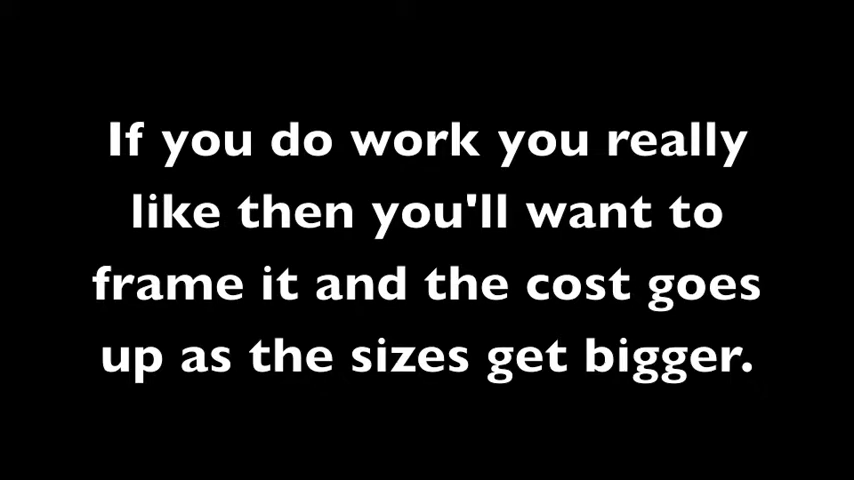 If you do work you really
like then you'll want to
frame it and the cost goes
up as the sizes get bigger.